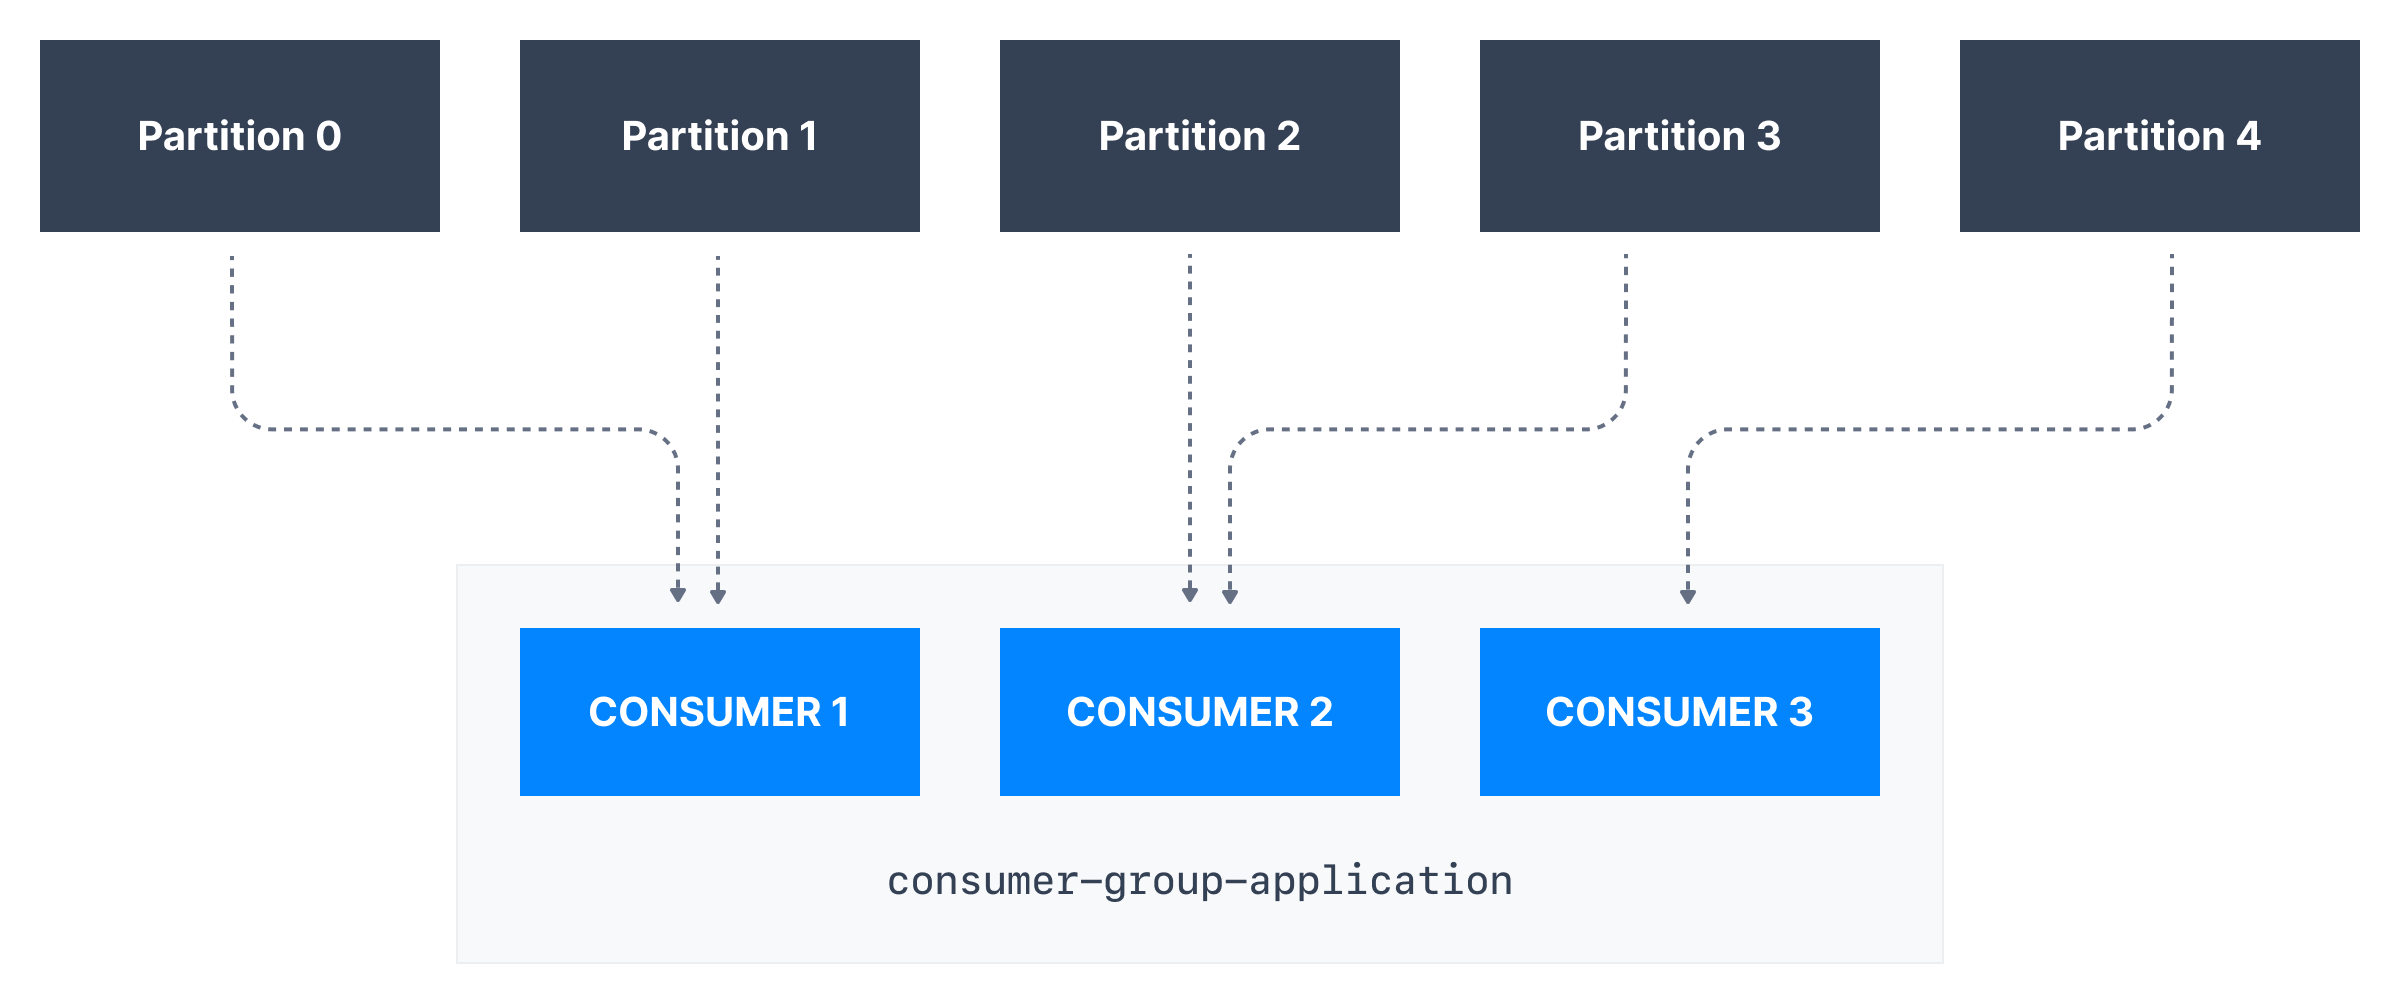 Partition 0
Partition 1
Partition 2
Partition 3
Partition 4
CONSUMER 1
CONSUMER 2
CONSUMER 3
consumer-group-application